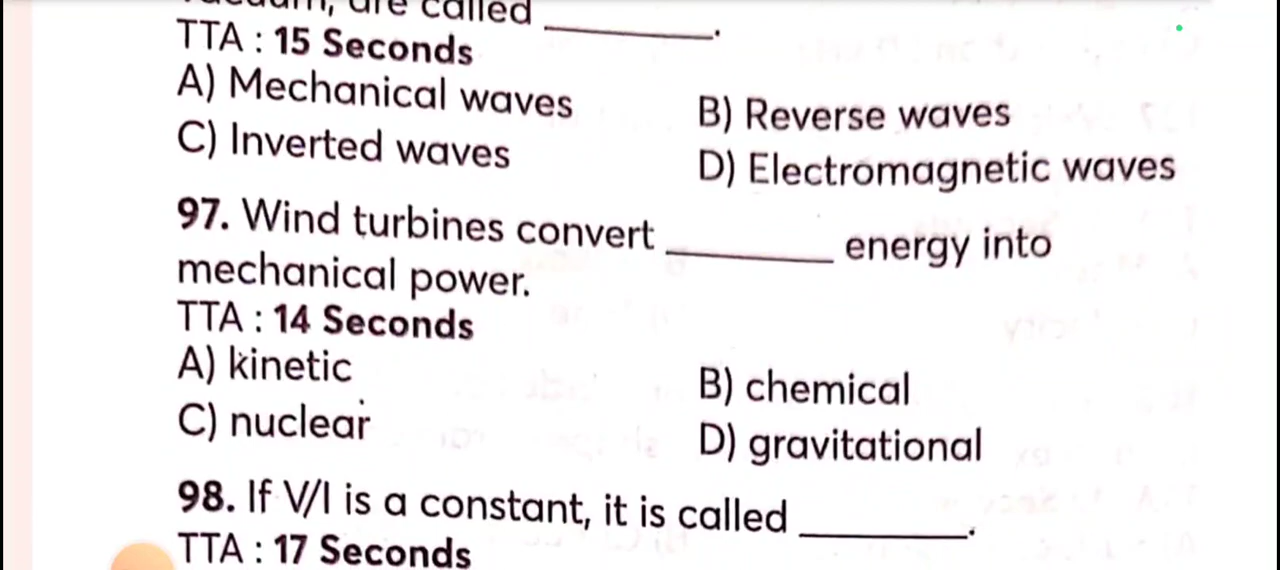 are called ________.
TTA : 15 Seconds
A) Mechanical waves
B) Reverse waves
C) Inverted waves
D) Electromagnetic waves
97. Wind turbines convert ________ energy into
mechanical power.
TTA : 14 Seconds
A) kinetic
B) chemical
C) nuclear
D) gravitational
98. If V/I is a constant, it is called ________.
TTA : 17 Seconds